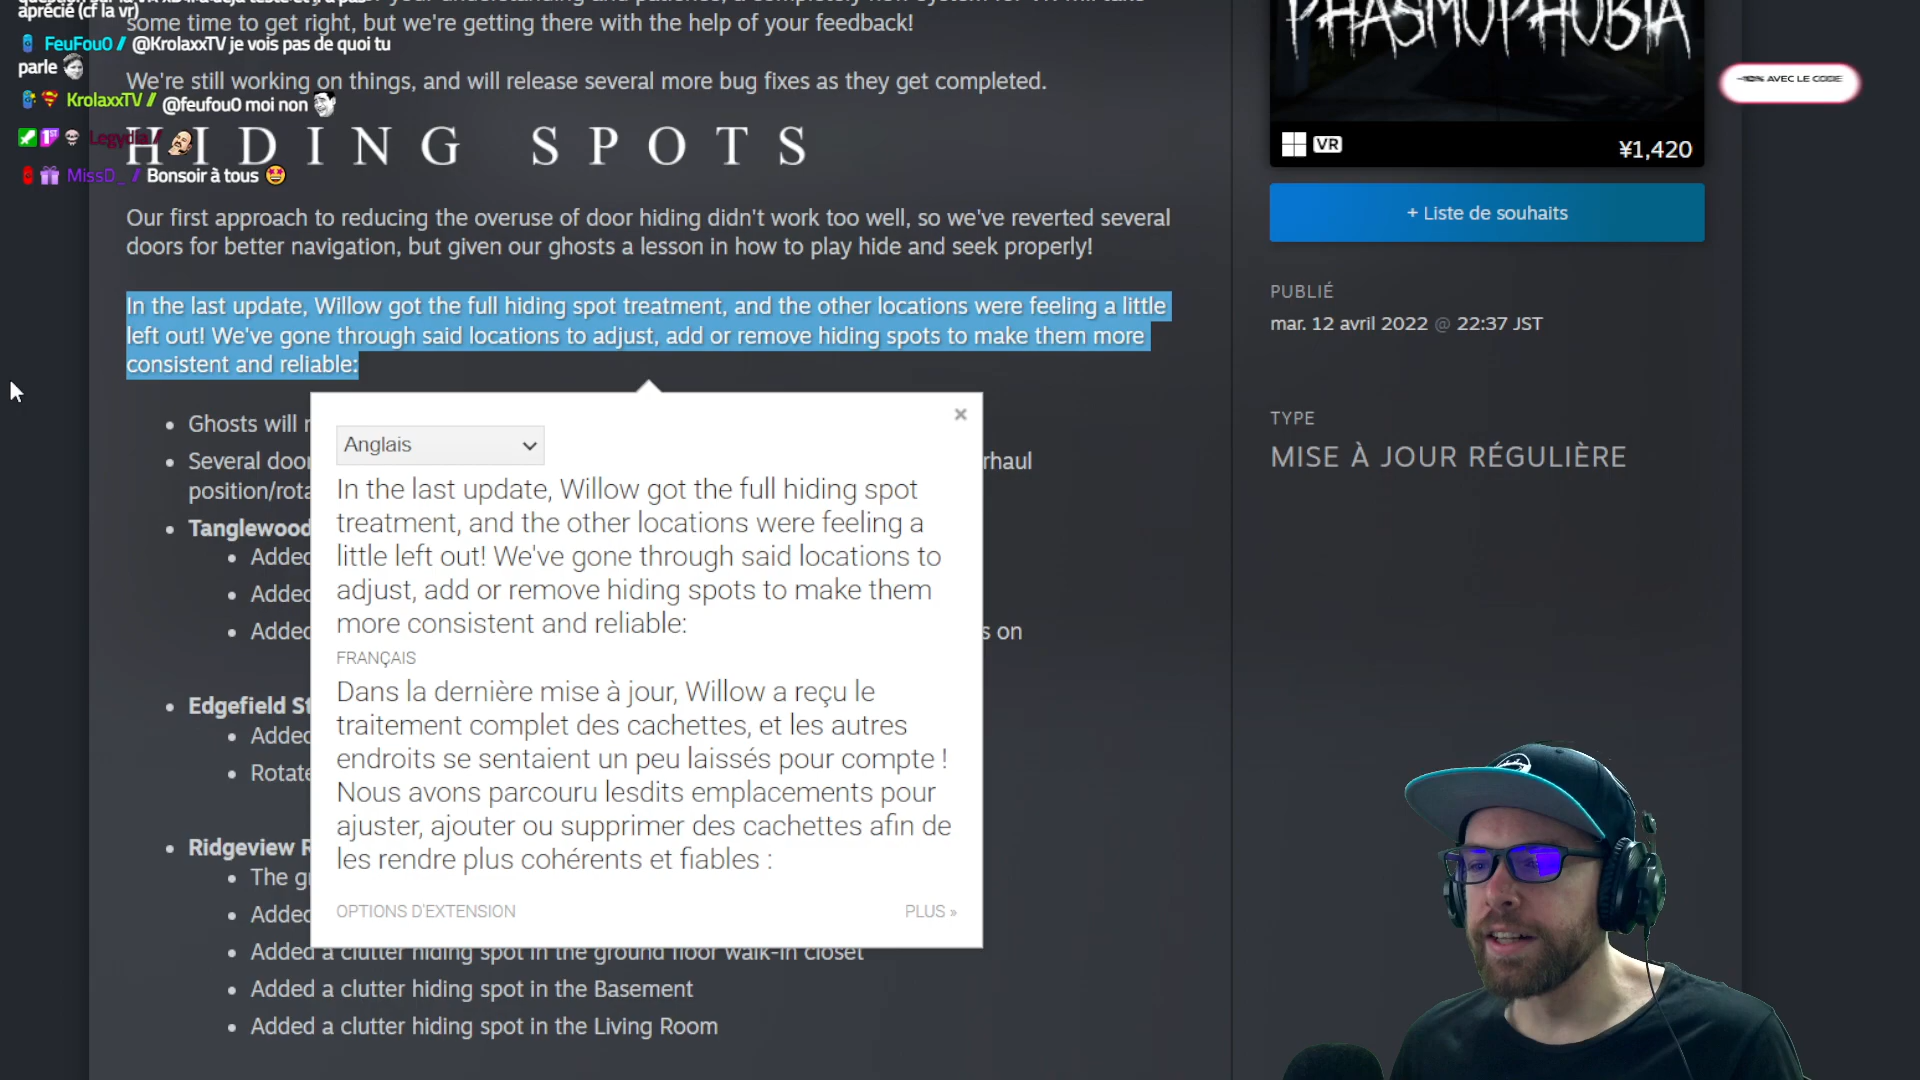 aprécié (cf la vr)
some time to get right, but we're getting there with the help of your feedback!
FeuFou0 // @KrolaxxTV je vois pas de quoi tu
parle
We're still working on things, and will release several more bug fixes as they get completed.
KrolaxxTV // @feufou0 moi non
Legydia //
HIDING SPOTS
MissD_ // Bonsoir à tous
Our first approach to reducing the overuse of door hiding didn't work too well, so we've reverted several
doors for better navigation, but given our ghosts a lesson in how to play hide and seek properly!
In the last update, Willow got the full hiding spot treatment, and the other locations were feeling a little
left out! We've gone through said locations to adjust, add or remove hiding spots to make them more
consistent and reliable:
Ghosts will
Several door
rhaul
position/rota
Tanglewood
Added
Added
Added
s on
Edgefield St
Added
Rotate
Ridgeview R
The gr
Added
Added a clutter hiding spot in the ground floor walk-in closet
Added a clutter hiding spot in the Basement
Added a clutter hiding spot in the Living Room
×
Anglais
In the last update, Willow got the full hiding spot
treatment, and the other locations were feeling a
little left out! We've gone through said locations to
adjust, add or remove hiding spots to make them
more consistent and reliable:
FRANÇAIS
Dans la dernière mise à jour, Willow a reçu le
traitement complet des cachettes, et les autres
endroits se sentaient un peu laissés pour compte !
Nous avons parcouru lesdits emplacements pour
ajuster, ajouter ou supprimer des cachettes afin de
les rendre plus cohérents et fiables :
OPTIONS D'EXTENSION
PLUS »
PHASMOPHOBIA
VR
¥1,420
+ Liste de souhaits
PUBLIÉ
mar. 12 avril 2022 @ 22:37 JST
TYPE
MISE À JOUR RÉGULIÈRE
-10% AVEC LE CODE